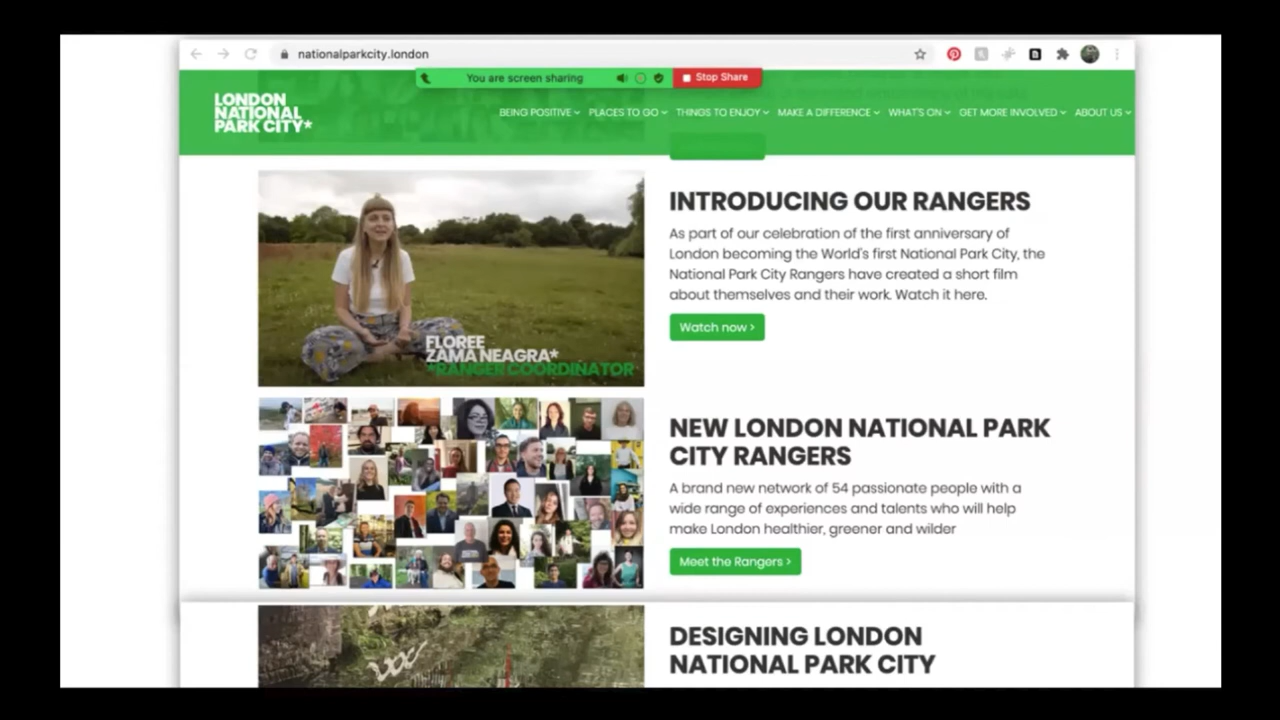 nationalparkcity.london
You are screen sharing
Stop Share
LONDON
NATIONAL
PARK CITY*
BEING POSITIVE PLACES TO GO THINGS TO ENJOY MAKE A DIFFERENCE WHAT'S ON GET MORE INVOLVED ABOUT US
FLOREE
ZAMA NEAGRA*
*RANGER COORDINATOR
INTRODUCING OUR RANGERS
As part of our celebration of the first anniversary of
London becoming the World's first National Park City, the
National Park City Rangers have created a short film
about themselves and their work. Watch it here.
Watch now >
NEW LONDON NATIONAL PARK
CITY RANGERS
A brand new network of 54 passionate people with a
wide range of experiences and talents who will help
make London healthier, greener and wilder
Meet the Rangers >
DESIGNING LONDON
NATIONAL PARK CITY